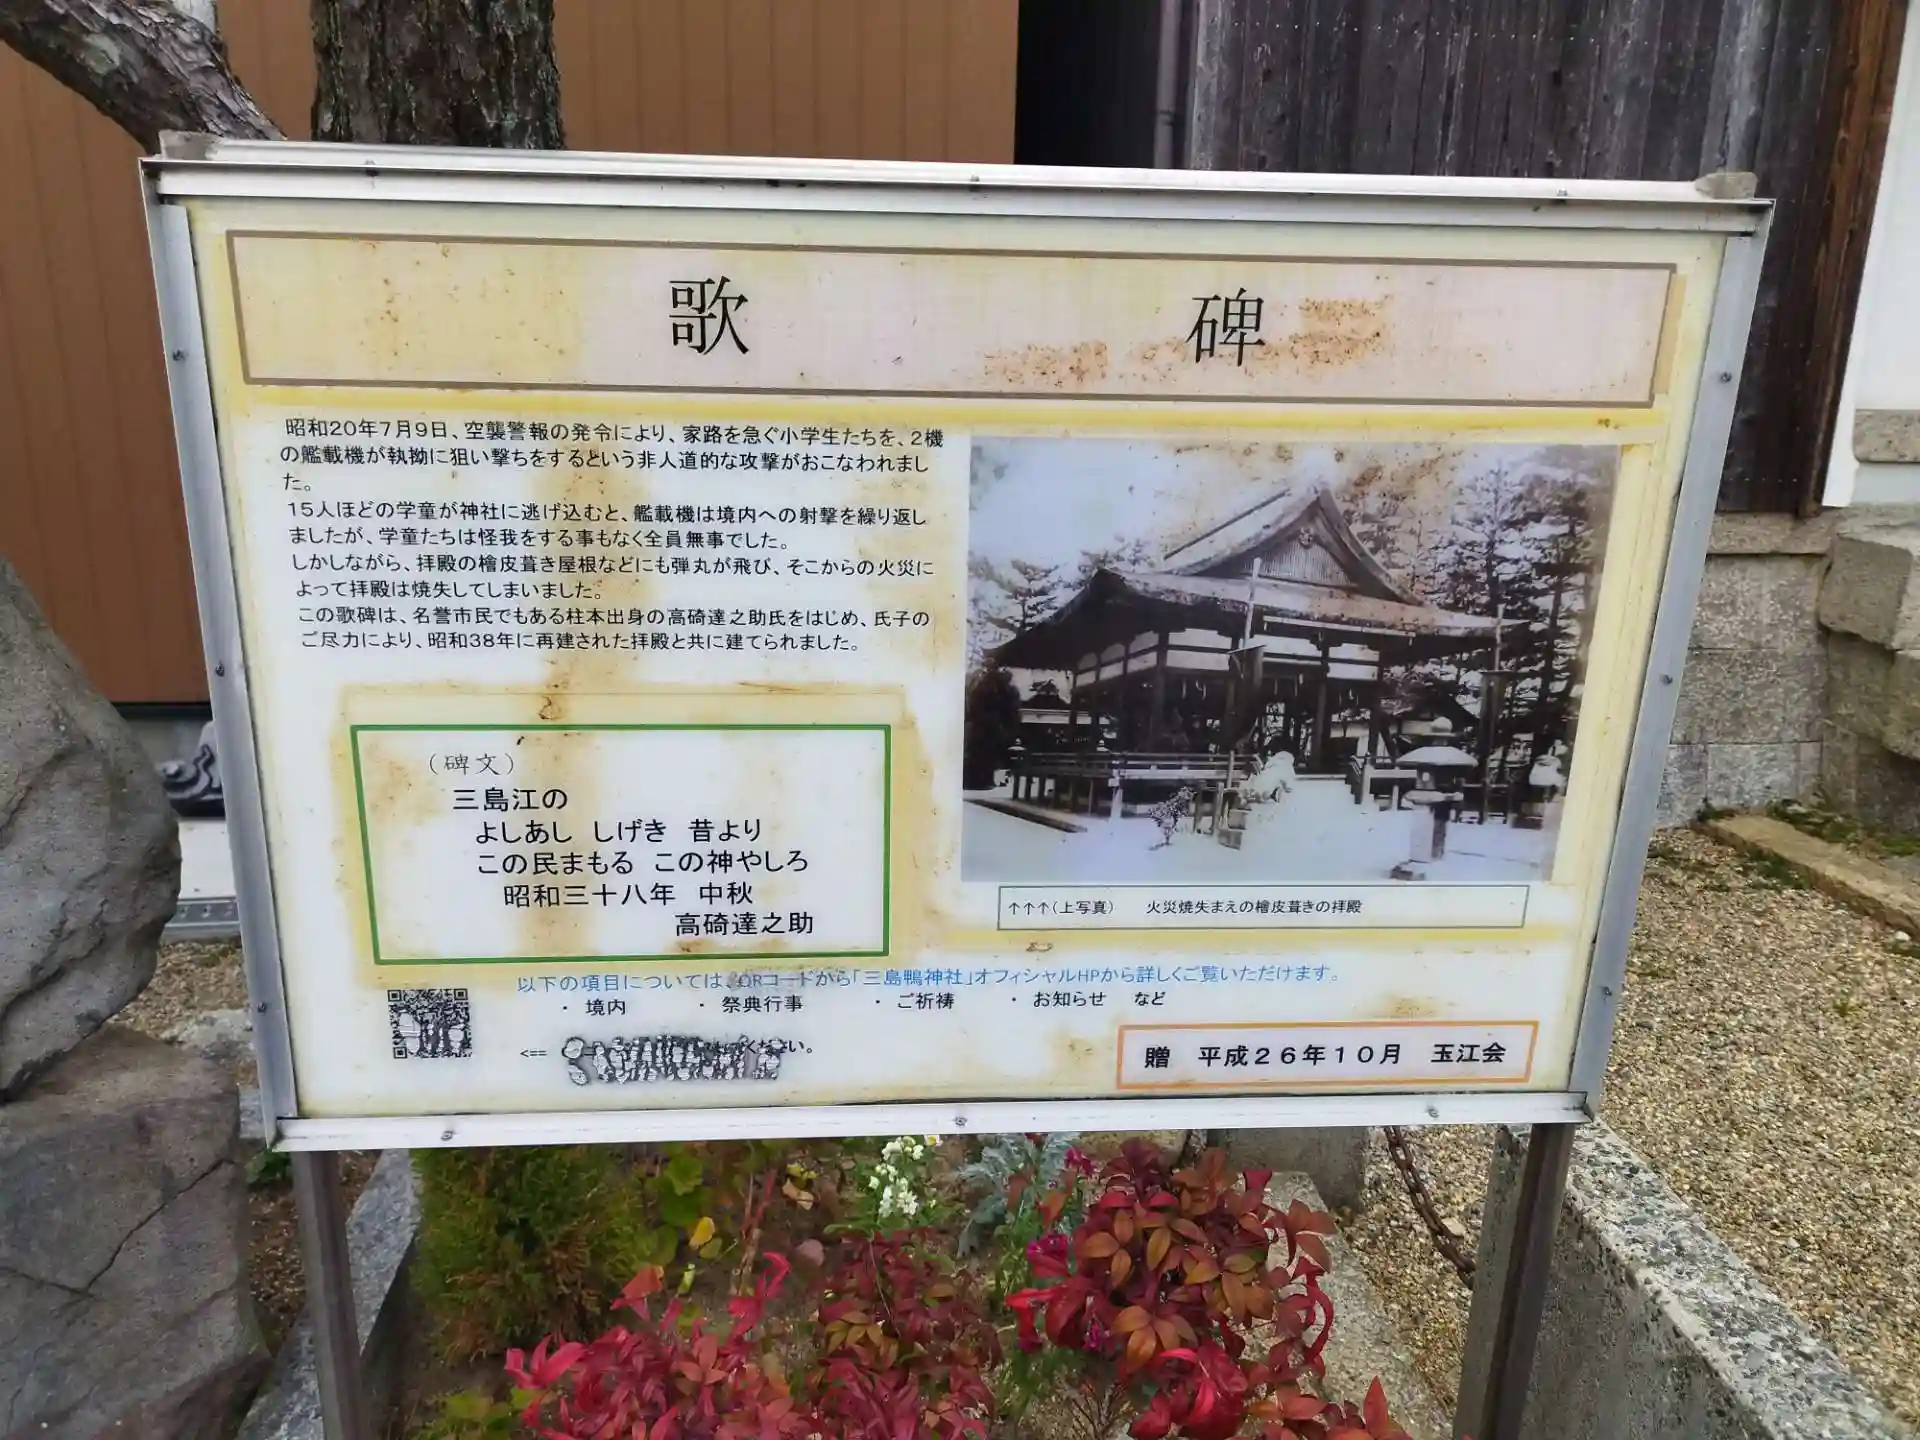 歌 碑
昭和20年7月9日、空襲警報の発令により、家路を急ぐ小学生たちを、2機
の艦載機が執拗に狙い撃ちをするという非人道的な攻撃がおこなわれまし
た。
15人ほどの学童が神社に逃げ込むと、艦載機は境内への射撃を繰り返し
ましたが、学童たちは怪我をする事もなく全員無事でした。
しかしながら、拝殿の檜皮葺き屋根などにも弾丸が飛び、そこからの火災に
よって拝殿は焼失してしまいました。
この歌碑は、名誉市民でもある柱本出身の高碕達之助氏をはじめ、氏子の
ご尽力により、昭和38年に再建された拝殿と共に建てられました。
（碑文）
三島江の
よしあし しげき 昔より
この民まもる この神やしろ
昭和三十八年 中秋
高碕達之助
↑↑↑（上写真） 火災焼失まえの檜皮葺きの拝殿
以下の項目については、QRコードから「三島鴨神社」オフィシャルHPから詳しくご覧いただけます。
・ 境内 ・ 祭典行事 ・ ご祈祷 ・ お知らせ など
<== ください。
贈 平成２６年１０月 玉江会